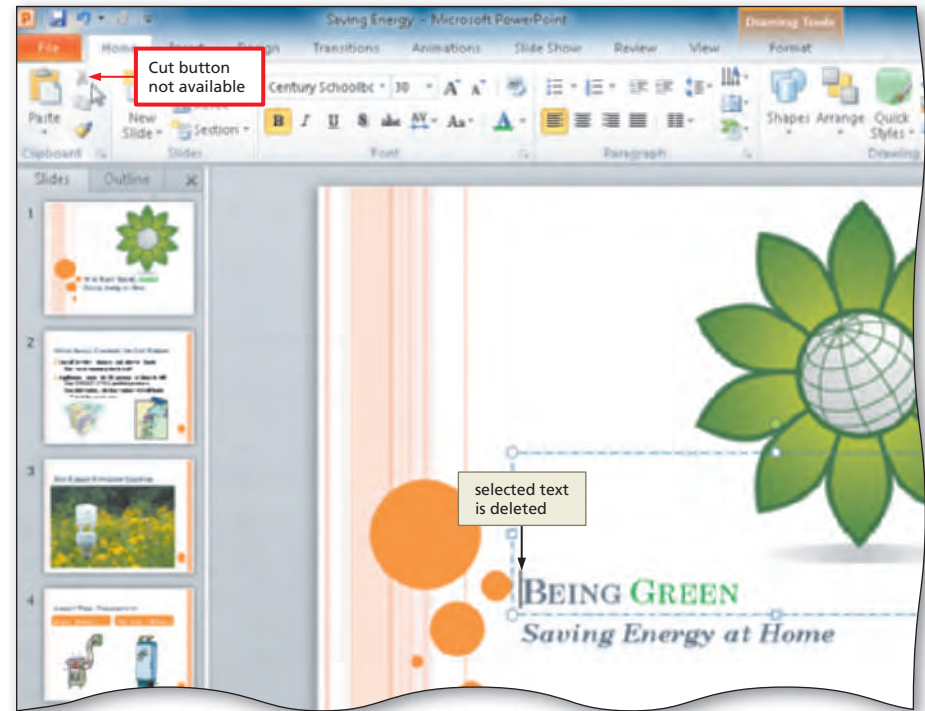 Saving Energy - Microsoft PowerPoint
Drawing Tools
File
Home
Transitions
Animations
Slide Show
Review
View
Format
Cut button
not available
Century Schoolbc
30
Paste
New
Slide
Section
Shapes
Arrange
Quick
Styles
Clipboard
Slides
Font
Paragraph
Drawing
Slides
Outline
1
2
3
4
selected text
is deleted
BEING GREEN
Saving Energy at Home